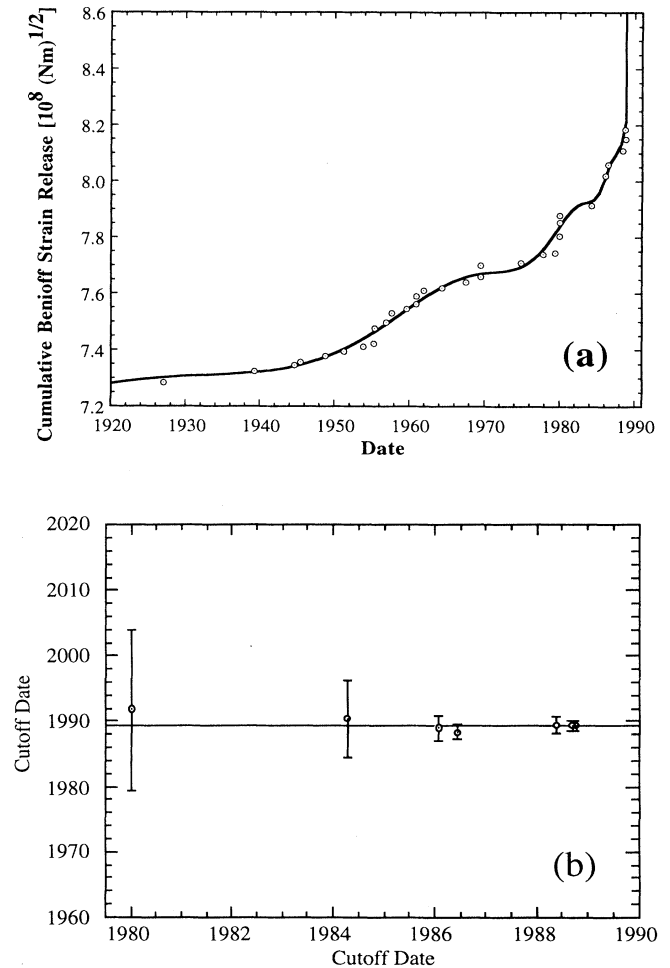 Cumulative Benioff Strain Release [10^8 (Nm)^1/2]
8.6
8.4
8.2
8.0
7.8
7.6
7.4
7.2
(a)
1920 1930 1940 1950 1960 1970 1980 1990
Date
Cutoff Date
2020
2010
2000
1990
1980
1970
1960
(b)
1980 1982 1984 1986 1988 1990
Cutoff Date